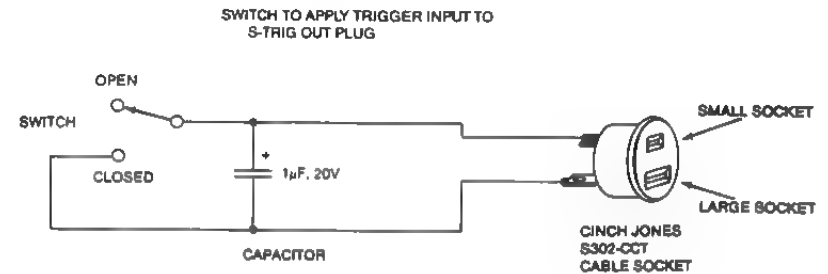 SWITCH TO APPLY TRIGGER INPUT TO
S-TRIG OUT PLUG
OPEN
SWITCH
CLOSED
+
1µF, 20V
CAPACITOR
SMALL SOCKET
LARGE SOCKET
CINCH JONES
S302-CCT
CABLE SOCKET